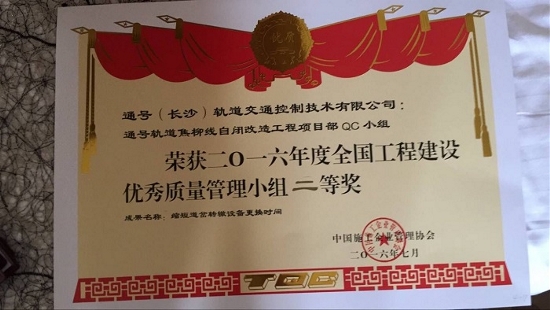 通号（长沙）轨道交通控制技术有限公司：
通号轨道焦柳线自闭改造工程项目部QC小组
荣获二〇一六年度全国工程建设
优秀质量管理小组二等奖
成果名称：缩短道岔转辙设备更换时间
中国施工企业管理协会
二〇一六年七月
TQC